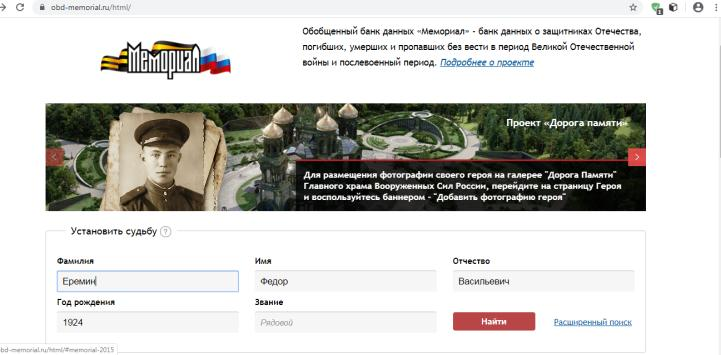 obd-memorial.ru/html/
Обобщенный банк данных «Мемориал» - банк данных о защитниках Отечества,
погибших, умерших и пропавших без вести в период Великой Отечественной
войны и послевоенный период. Подробнее о проекте
Мемориал
Проект «Дорога памяти»
Для размещения фотографии своего героя на галерее "Дорога Памяти"
Главного храма Вооруженных Сил России, перейдите на страницу Героя
и воспользуйтесь баннером - "Добавить фотографию героя"
Установить судьбу ?
Фамилия Имя Отчество
Еремин Федор Васильевич
Год рождения Звание
1924 Рядовой Найти Расширенный поиск
obd-memorial.ru/html/#memorial-2015